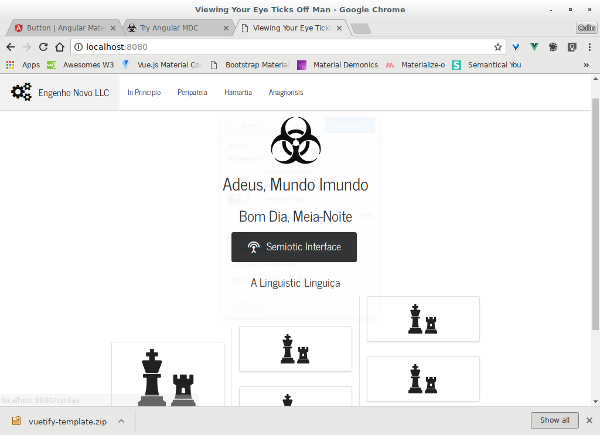 Viewing Your Eye Ticks Off Man - Google Chrome
Button | Angular Mate
Try Angular MDC
Viewing Your Eye Ticks
localhost:8080
Apps
Awesomes W3
Vue.js Material Co
Bootstrap Material
Material Demonics
Materialize-o
Semantical You
»
Engenho Novo LLC
In Principio
Peripateia
Hamartia
Anagnorisis
Adeus, Mundo Imundo
Bom Dia, Meia-Noite
Semiotic Interface
A Linguistic Linguiça
localhost:8080/syntax
vuetify-template.zip
Show all